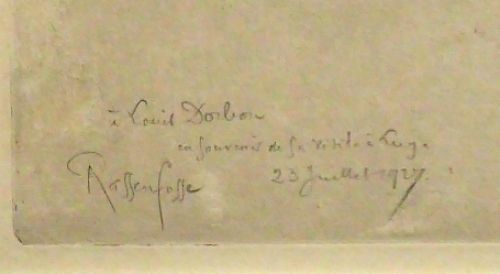 à Louis Dorbon
en souvenir de sa visite à Liège
Rassenfosse 23 Juillet 1927.